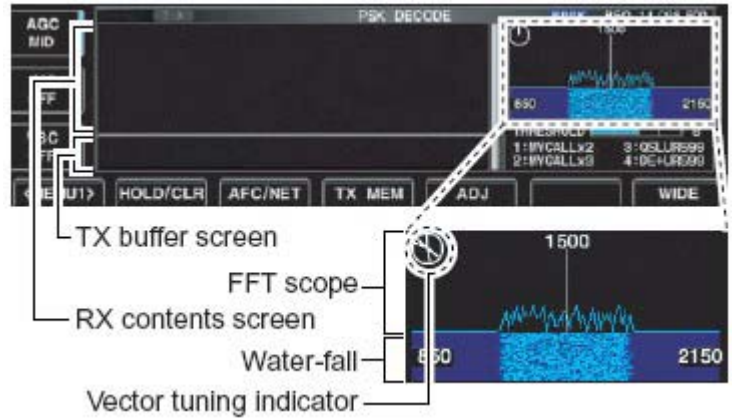 AGC
MID
PSK DECODE
1500
850
2150
THRESHOLD
1:MYCALLx2
3:QSLUR599
2:MYCALLx3
4:DE+UR599
<MENU1>
HOLD/CLR
AFC/NET
TX MEM
ADJ
WIDE
TX buffer screen
FFT scope
RX contents screen
Water-fall
Vector tuning indicator
1500
850
2150